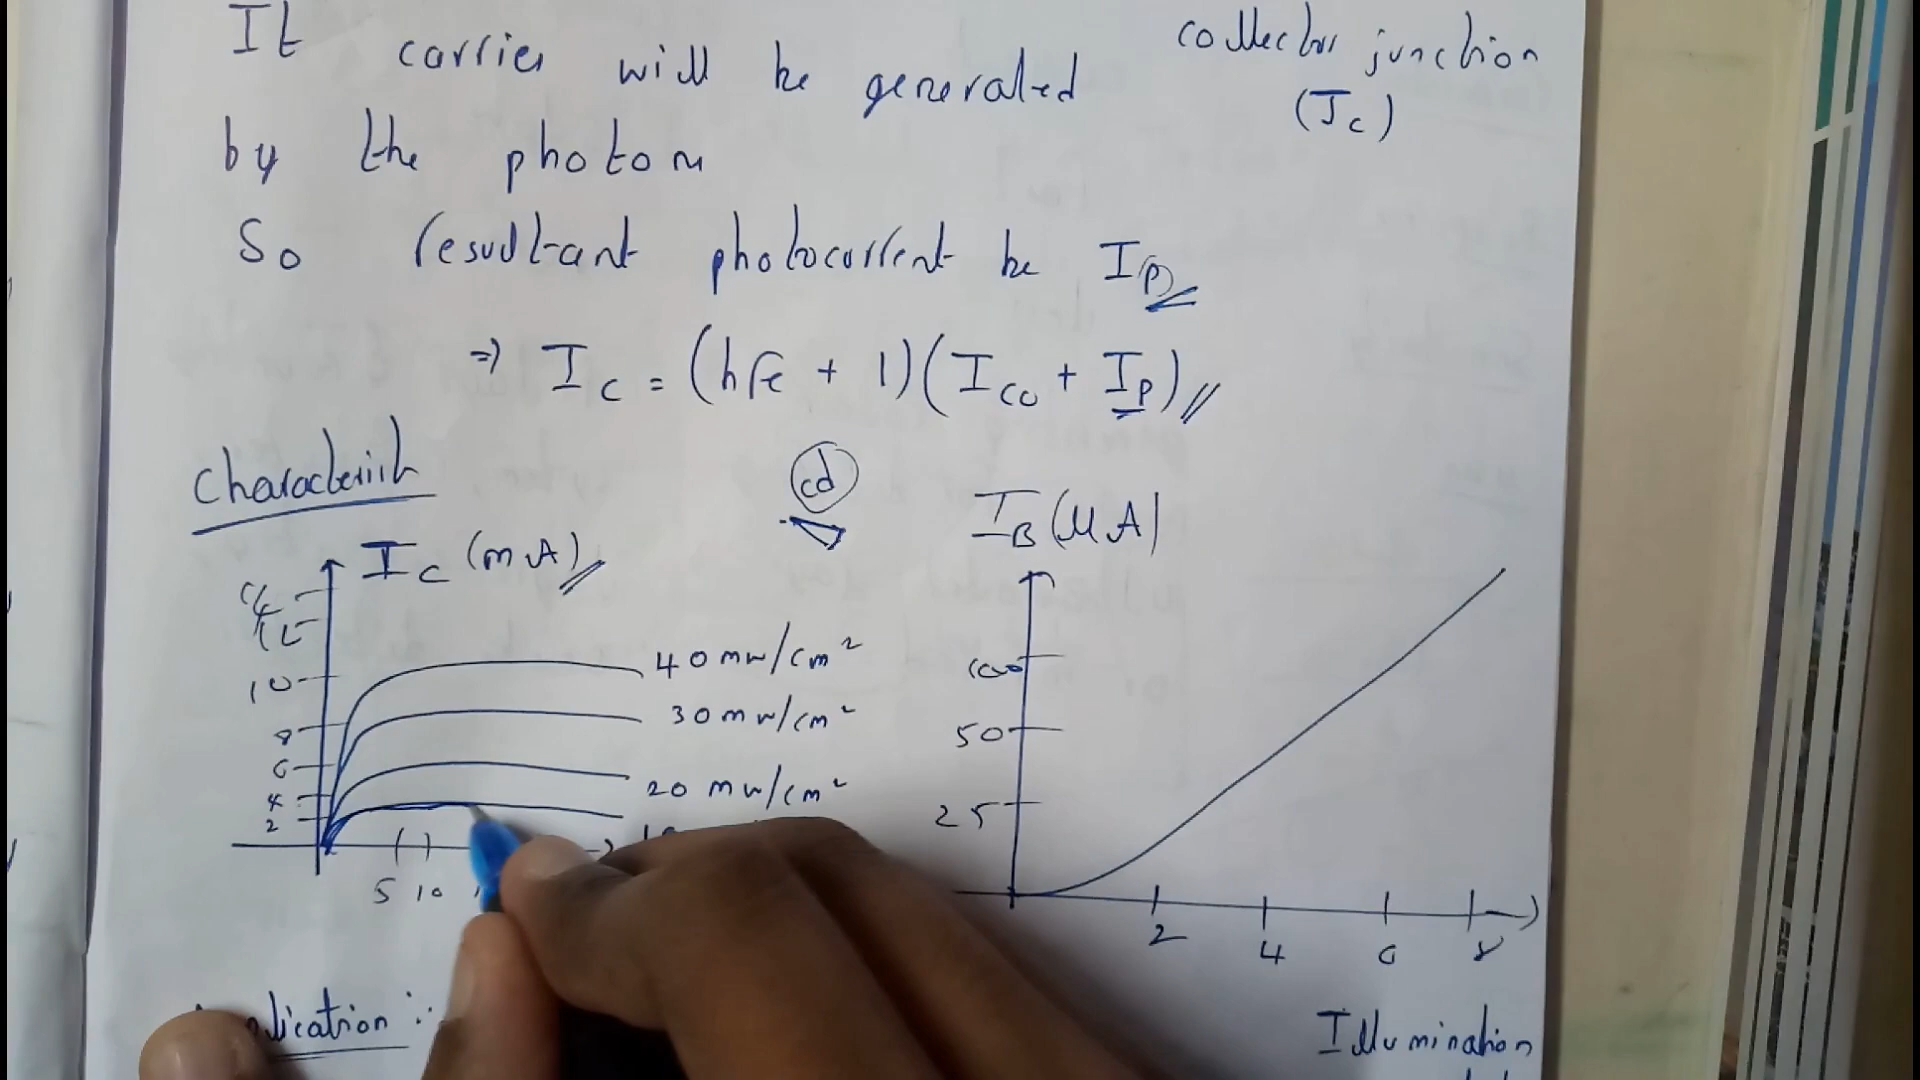 It carrier will be generated
by the photon
collector junction
(Jc)
So resultant photocurrent be Ip
⇒ Ic = (hfe + 1)(Ico + Ip)//
Characterist
cd
Ic (mA)
10
8
6
4
2
5 10
40 mw/cm²
30 mw/cm²
20 mw/cm²
IB (μA)
100
50
25
2 4 6 8
Illumination